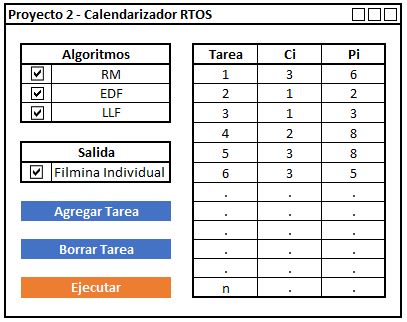 Proyecto 2 - Calendarizador RTOS
Algoritmos
RM
EDF
LLF
Salida
Filmina Individual
Agregar Tarea
Borrar Tarea
Ejecutar
Tarea Ci Pi
1 3 6
2 1 2
3 1 3
4 2 8
5 3 8
6 3 5
. . .
. . .
. . .
. . .
. . .
n . .